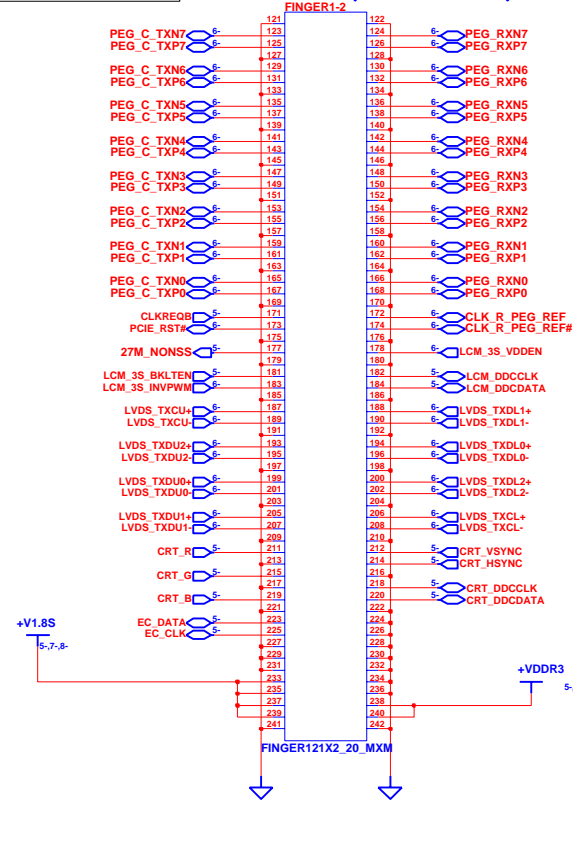 FINGER1-2
121 122
PEG_C_TXN7 6- 123 124 6- PEG_RXN7
PEG_C_TXP7 6- 125 126 6- PEG_RXP7
127 128
PEG_C_TXN6 6- 129 130 6- PEG_RXN6
PEG_C_TXP6 6- 131 132 6- PEG_RXP6
133 134
PEG_C_TXN5 6- 135 136 6- PEG_RXN5
PEG_C_TXP5 6- 137 138 6- PEG_RXP5
139 140
PEG_C_TXN4 6- 141 142 6- PEG_RXN4
PEG_C_TXP4 6- 143 144 6- PEG_RXP4
145 146
PEG_C_TXN3 6- 147 148 6- PEG_RXN3
PEG_C_TXP3 6- 149 150 6- PEG_RXP3
151 152
PEG_C_TXN2 6- 153 154 6- PEG_RXN2
PEG_C_TXP2 6- 155 156 6- PEG_RXP2
157 158
PEG_C_TXN1 6- 159 160 6- PEG_RXN1
PEG_C_TXP1 6- 161 162 6- PEG_RXP1
163 164
PEG_C_TXN0 6- 165 166 6- PEG_RXN0
PEG_C_TXP0 6- 167 168 6- PEG_RXP0
169 170
CLKREQB 5- 171 172 6- CLK_R_PEG_REF
PCIE_RST# 6- 173 174 6- CLK_R_PEG_REF#
175 176
27M_NONSS 5- 177 178 6- LCM_3S_VDDEN
179 180
LCM_3S_BKLTEN 5- 181 182 5- LCM_DDCCLK
LCM_3S_INVPWM 6- 183 184 5- LCM_DDCDATA
185 186
LVDS_TXCU+ 6- 187 188 6- LVDS_TXDL1+
LVDS_TXCU- 6- 189 190 6- LVDS_TXDL1-
191 192
LVDS_TXDU2+ 6- 193 194 6- LVDS_TXDL0+
LVDS_TXDU2- 6- 195 196 6- LVDS_TXDL0-
197 198
LVDS_TXDU0+ 6- 199 200 6- LVDS_TXDL2+
LVDS_TXDU0- 6- 201 202 6- LVDS_TXDL2-
203 204
LVDS_TXDU1+ 6- 205 206 6- LVDS_TXCL+
LVDS_TXDU1- 6- 207 208 6- LVDS_TXCL-
209 210
CRT_R 5- 211 212 5- CRT_VSYNC
213 214 5- CRT_HSYNC
CRT_G 5- 215 216
217 218 5- CRT_DDCCLK
CRT_B 5- 219 220 5- CRT_DDCDATA
221 222
EC_DATA 5- 223 224
EC_CLK 5- 225 226
+V1.8S
227 228
5-,7-,8-
229 230
231 232
+VDDR3
233 234
235 236
237 238
239 240
241 242
FINGER121X2_20_MXM